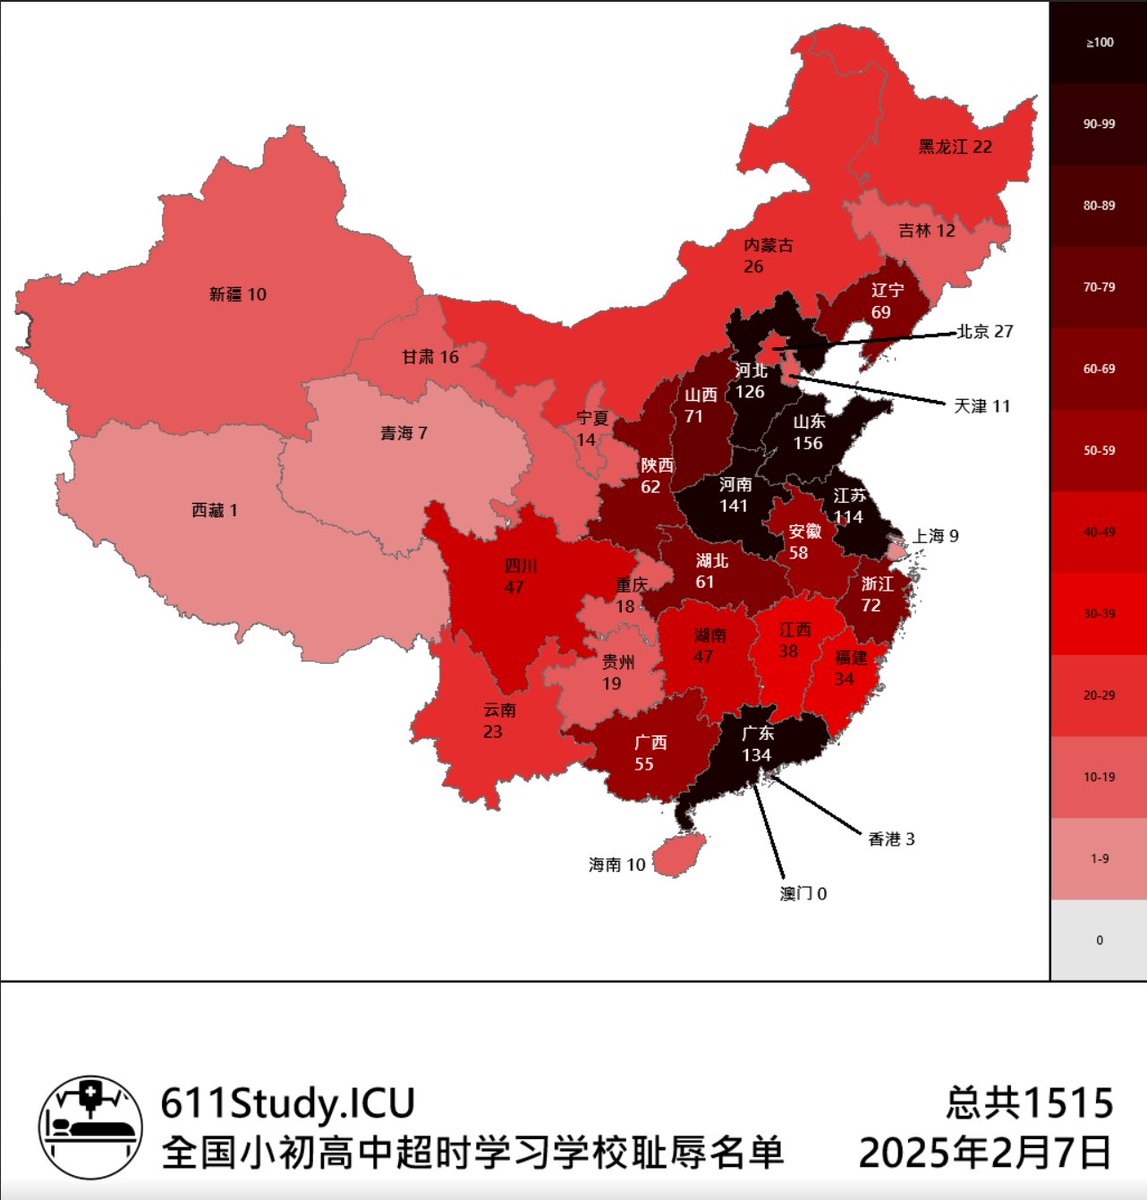 黑龙江 22
吉林 12
内蒙古
26
辽宁
69
新疆 10
北京 27
甘肃 16
河北
126
山西
71
天津 11
宁夏
14
山东
156
青海 7
陕西
62
河南
141
江苏
114
西藏 1
安徽
58
上海 9
四川
47
湖北
61
重庆
18
浙江
72
湖南
47
江西
38
福建
34
贵州
19
云南
23
广西
55
广东
134
香港 3
海南 10
澳门 0
≥100
90-99
80-89
70-79
60-69
50-59
40-49
30-39
20-29
10-19
1-9
0
611Study.ICU
全国小初高中超时学习学校耻辱名单
总共1515
2025年2月7日